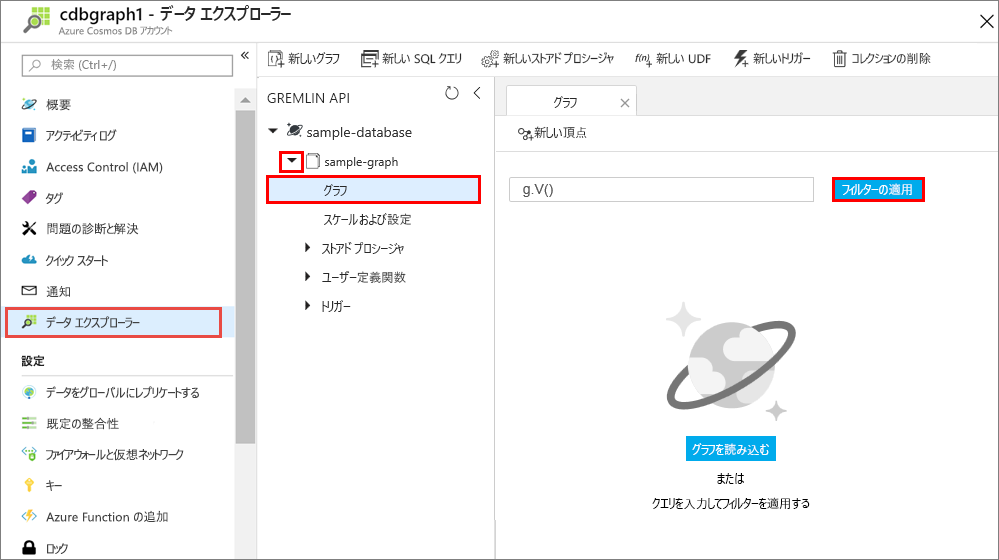 cdbgraph1 - データ エクスプローラー
Azure Cosmos DB アカウント
検索 (Ctrl+/)
概要
アクティビティ ログ
Access Control (IAM)
タグ
問題の診断と解決
クイック スタート
通知
データ エクスプローラー
設定
データをグローバルにレプリケートする
既定の整合性
ファイアウォールと仮想ネットワーク
キー
Azure Function の追加
ロック
新しいグラフ
新しい SQL クエリ
新しいストアド プロシージャ
新しい UDF
新しいトリガー
コレクションの削除
GREMLIN API
sample-database
sample-graph
グラフ
スケールおよび設定
ストアド プロシージャ
ユーザー定義関数
トリガー
グラフ
新しい頂点
g.V()
フィルターの適用
グラフを読み込む
または
クエリを入力してフィルターを適用する